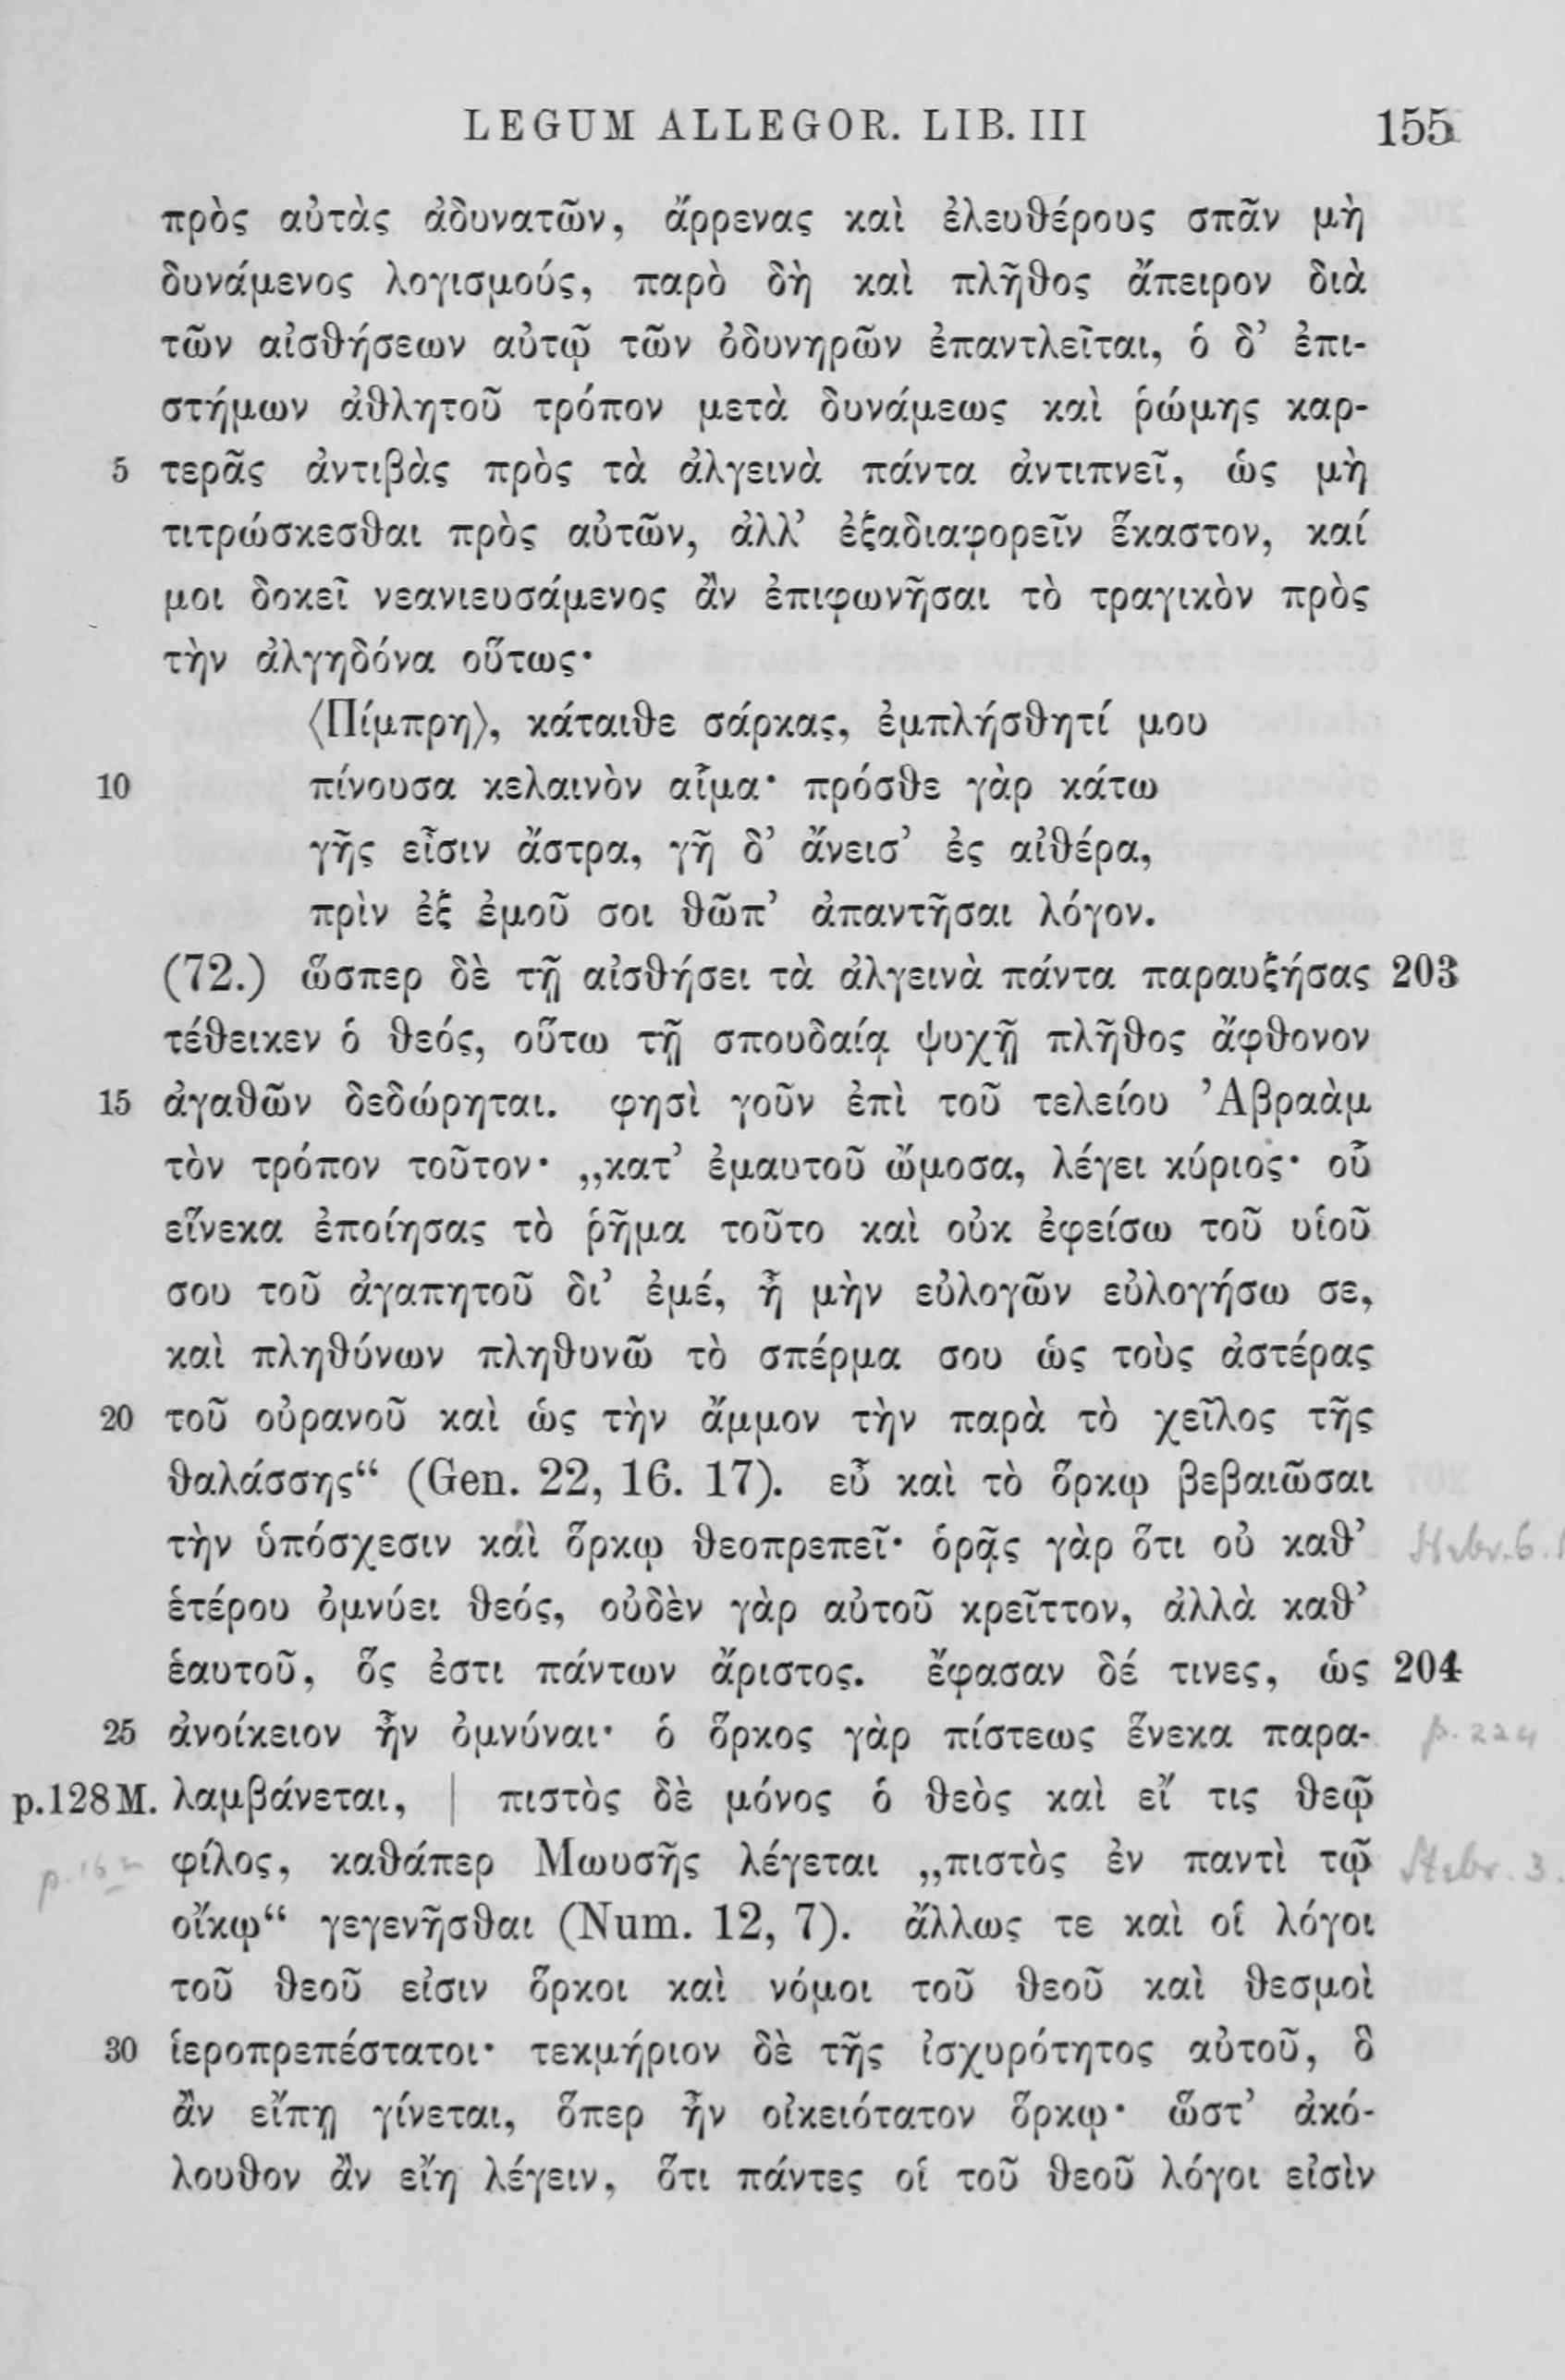 LEGUM ALLEGOR. LIB. III 155
πρὸς αὐτὰς ἀδυνατῶν, ἄρρενας καὶ ἐλευθέρους σπᾶν μὴ
δυνάμενος λογισμούς, παρὸ δὴ καὶ πλῆθος ἄπειρον διὰ
τῶν αἰσθήσεων αὐτῷ τῶν ὀδυνηρῶν ἐπαντλεῖται, ὁ δ’ ἐπι-
στήμων ἀθλητοῦ τρόπον μετὰ δυνάμεως καὶ ῥώμης καρ-
5 τερᾶς ἀντιβὰς πρὸς τὰ ἀλγεινὰ πάντα ἀντιπνεῖ, ὡς μὴ
τιτρώσκεσθαι πρὸς αὐτῶν, ἀλλ’ ἐξαδιαφορεῖν ἕκαστον, καί
μοι δοκεῖ νεανιευσάμενος ἂν ἐπιφωνῆσαι τὸ τραγικὸν πρὸς
τὴν ἀλγηδόνα οὕτως·
〈Πίμπρη〉, κάταιθε σάρκας, ἐμπλήσθητί μου
10 πίνουσα κελαινὸν αἷμα· πρόσθε γὰρ κάτω
γῆς εἶσιν ἄστρα, γῆ δ’ ἄνεισ’ ἐς αἰθέρα,
πρὶν ἐξ ἐμοῦ σοι θῶπ’ ἀπαντῆσαι λόγον.
(72.) ὥσπερ δὲ τῇ αἰσθήσει τὰ ἀλγεινὰ πάντα παραυξήσας 203
τέθεικεν ὁ θεός, οὕτω τῇ σπουδαίᾳ ψυχῇ πλῆθος ἄφθονον
15 ἀγαθῶν δεδώρηται. φησὶ γοῦν ἐπὶ τοῦ τελείου Ἀβραὰμ
τὸν τρόπον τοῦτον· „κατ’ ἐμαυτοῦ ὤμοσα, λέγει κύριος· οὗ
εἵνεκα ἐποίησας τὸ ῥῆμα τοῦτο καὶ οὐκ ἐφείσω τοῦ υἱοῦ
σου τοῦ ἀγαπητοῦ δι’ ἐμέ, ἦ μὴν εὐλογῶν εὐλογήσω σε,
καὶ πληθύνων πληθυνῶ τὸ σπέρμα σου ὡς τοὺς ἀστέρας
20 τοῦ οὐρανοῦ καὶ ὡς τὴν ἄμμον τὴν παρὰ τὸ χεῖλος τῆς
θαλάσσης“ (Gen. 22, 16. 17). εὖ καὶ τὸ ὅρκῳ βεβαιῶσαι
τὴν ὑπόσχεσιν καὶ ὅρκῳ θεοπρεπεῖ· ὁρᾷς γὰρ ὅτι οὐ καθ’ Hebr. 6.
ἑτέρου ὀμνύει θεός, οὐδὲν γὰρ αὐτοῦ κρεῖττον, ἀλλὰ καθ’
ἑαυτοῦ, ὅς ἐστι πάντων ἄριστος. ἔφασαν δέ τινες, ὡς 204
25 ἀνοίκειον ἦν ὀμνύναι· ὁ ὅρκος γὰρ πίστεως ἕνεκα παρα- p. 224
p.128 M. λαμβάνεται, | πιστὸς δὲ μόνος ὁ θεὸς καὶ εἴ τις θεῷ
φίλος, καθάπερ Μωυσῆς λέγεται „πιστὸς ἐν παντὶ τῷ Hebr. 3.
οἴκῳ“ γεγενῆσθαι (Num. 12, 7). ἄλλως τε καὶ οἱ λόγοι
τοῦ θεοῦ εἰσιν ὅρκοι καὶ νόμοι τοῦ θεοῦ καὶ θεσμοὶ
30 ἱεροπρεπέστατοι· τεκμήριον δὲ τῆς ἰσχυρότητος αὐτοῦ, ὃ
ἂν εἴπῃ γίνεται, ὅπερ ἦν οἰκειότατον ὅρκῳ· ὥστ’ ἀκό-
λουθον ἂν εἴη λέγειν, ὅτι πάντες οἱ τοῦ θεοῦ λόγοι εἰσὶν